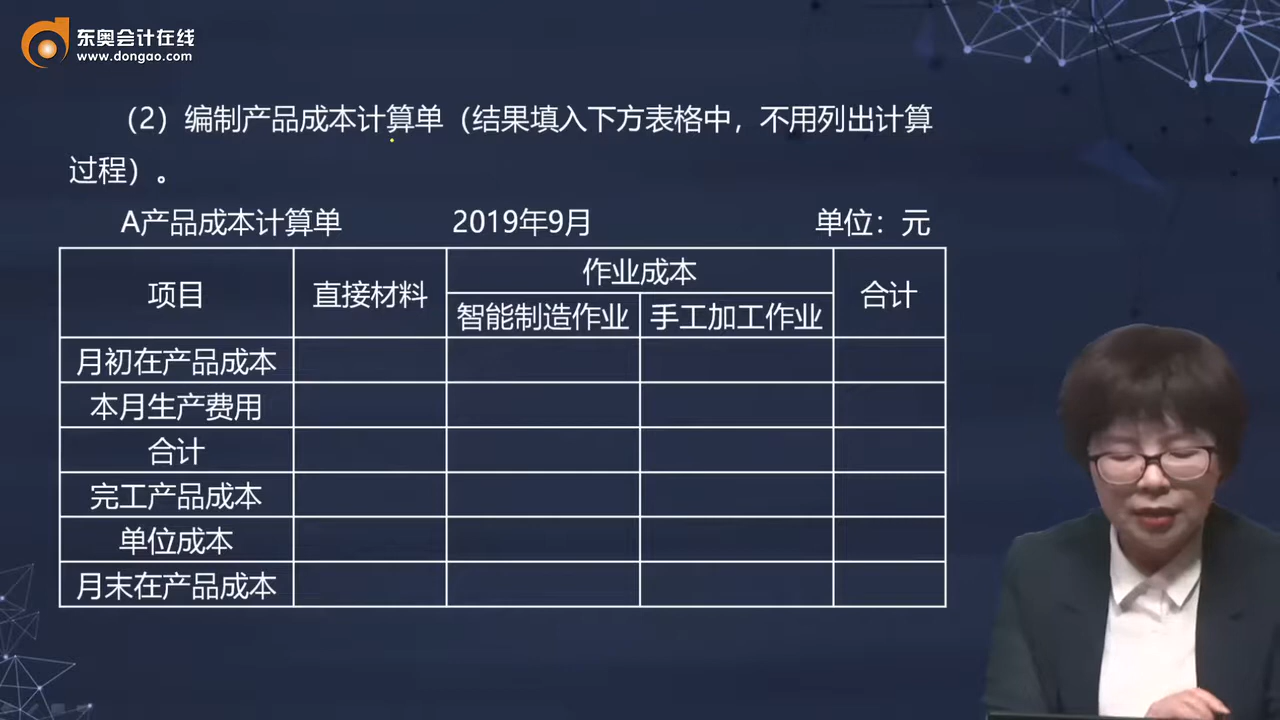 东奥会计在线
www.dongao.com
（2）编制产品成本计算单（结果填入下方表格中，不用列出计算
过程）。
A产品成本计算单 2019年9月 单位：元
项目 直接材料 作业成本 合计
智能制造作业 手工加工作业
月初在产品成本
本月生产费用
合计
完工产品成本
单位成本
月末在产品成本